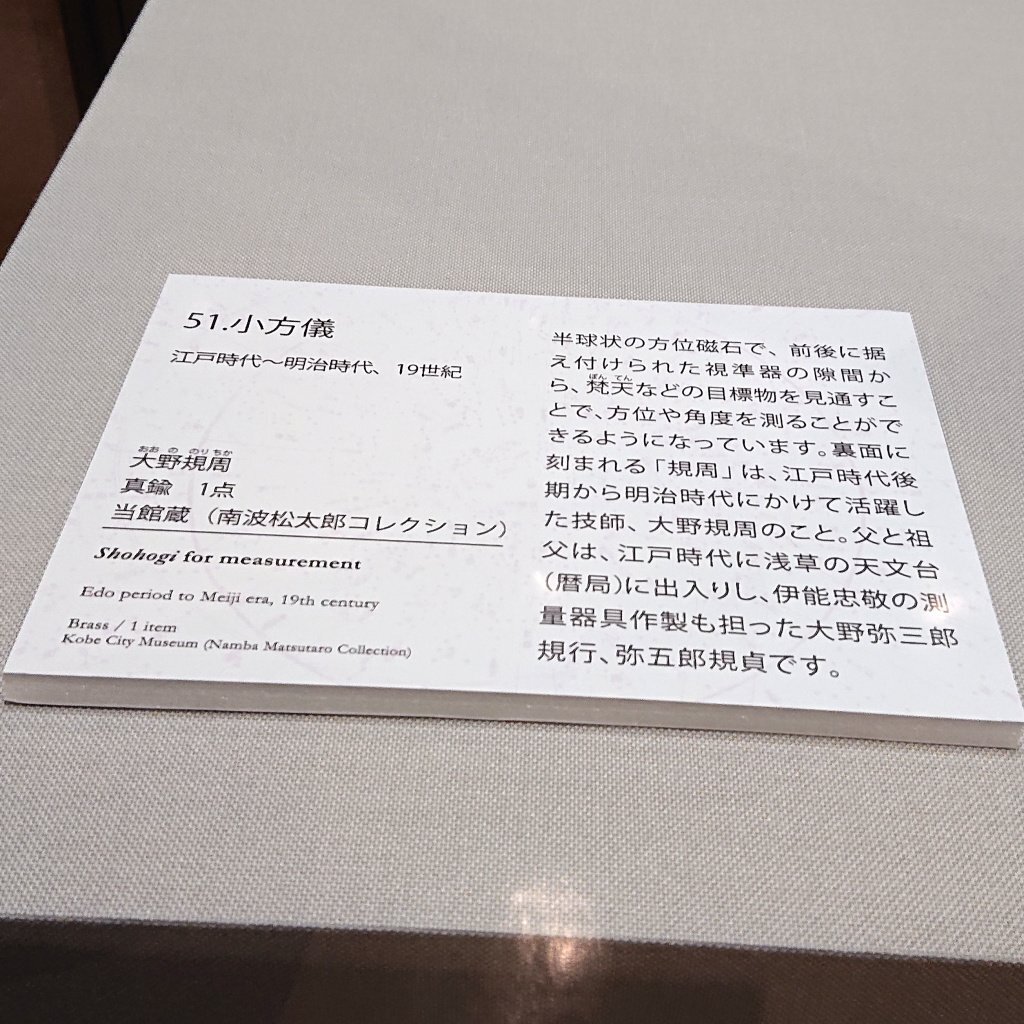 51.小方儀
江戸時代～明治時代、19世紀
おおの のりちか
大野規周
真鍮　1点
当館蔵（南波松太郎コレクション）
Shohogi for measurement
Edo period to Meiji era, 19th century
Brass / 1 item
Kobe City Museum (Namba Matsutaro Collection)
半球状の方位磁石で、前後に据
え付けられた視準器の隙間か
ぼんてん
ら、梵天などの目標物を見通すこ
とで、方位や角度を測ることがで
きるようになっています。裏面に
刻まれる「規周」は、江戸時代後
期から明治時代にかけて活躍し
た技師、大野規周のこと。父と祖
父は、江戸時代に浅草の天文台
(暦局)に出入りし、伊能忠敬の測
量器具作製も担った大野弥三郎
規行、弥五郎規貞です。